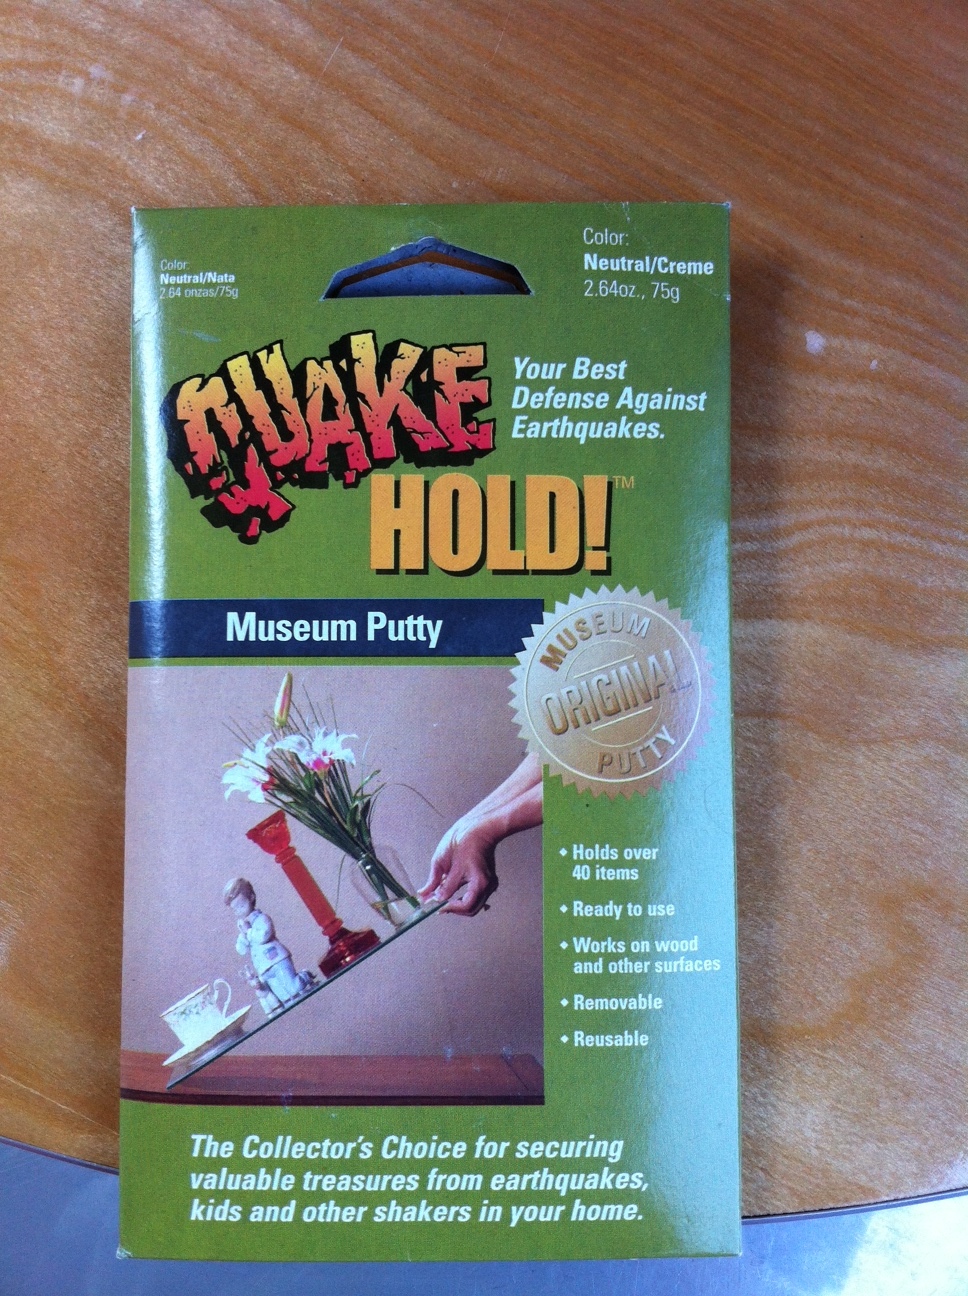 Color:
Neutral/Nata
2.64 onzas/75g
Color:
Neutral/Creme
2.64oz., 75g
QUAKE
HOLD!™
Your Best
Defense Against
Earthquakes.
Museum Putty
MUSEUM
ORIGINAL
PUTTY
• Holds over
40 items
• Ready to use
• Works on wood
and other surfaces
• Removable
• Reusable
The Collector's Choice for securing
valuable treasures from earthquakes,
kids and other shakers in your home.